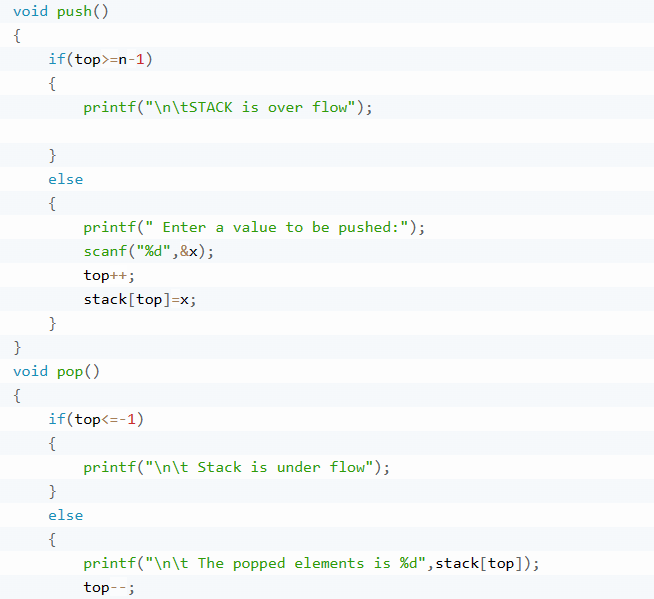 void push()
{
    if(top>=n-1)
    {
        printf("\n\tSTACK is over flow");
    }
    else
    {
        printf(" Enter a value to be pushed:");
        scanf("%d",&x);
        top++;
        stack[top]=x;
    }
}
void pop()
{
    if(top<=-1)
    {
        printf("\n\t Stack is under flow");
    }
    else
    {
        printf("\n\t The popped elements is %d",stack[top]);
        top--;